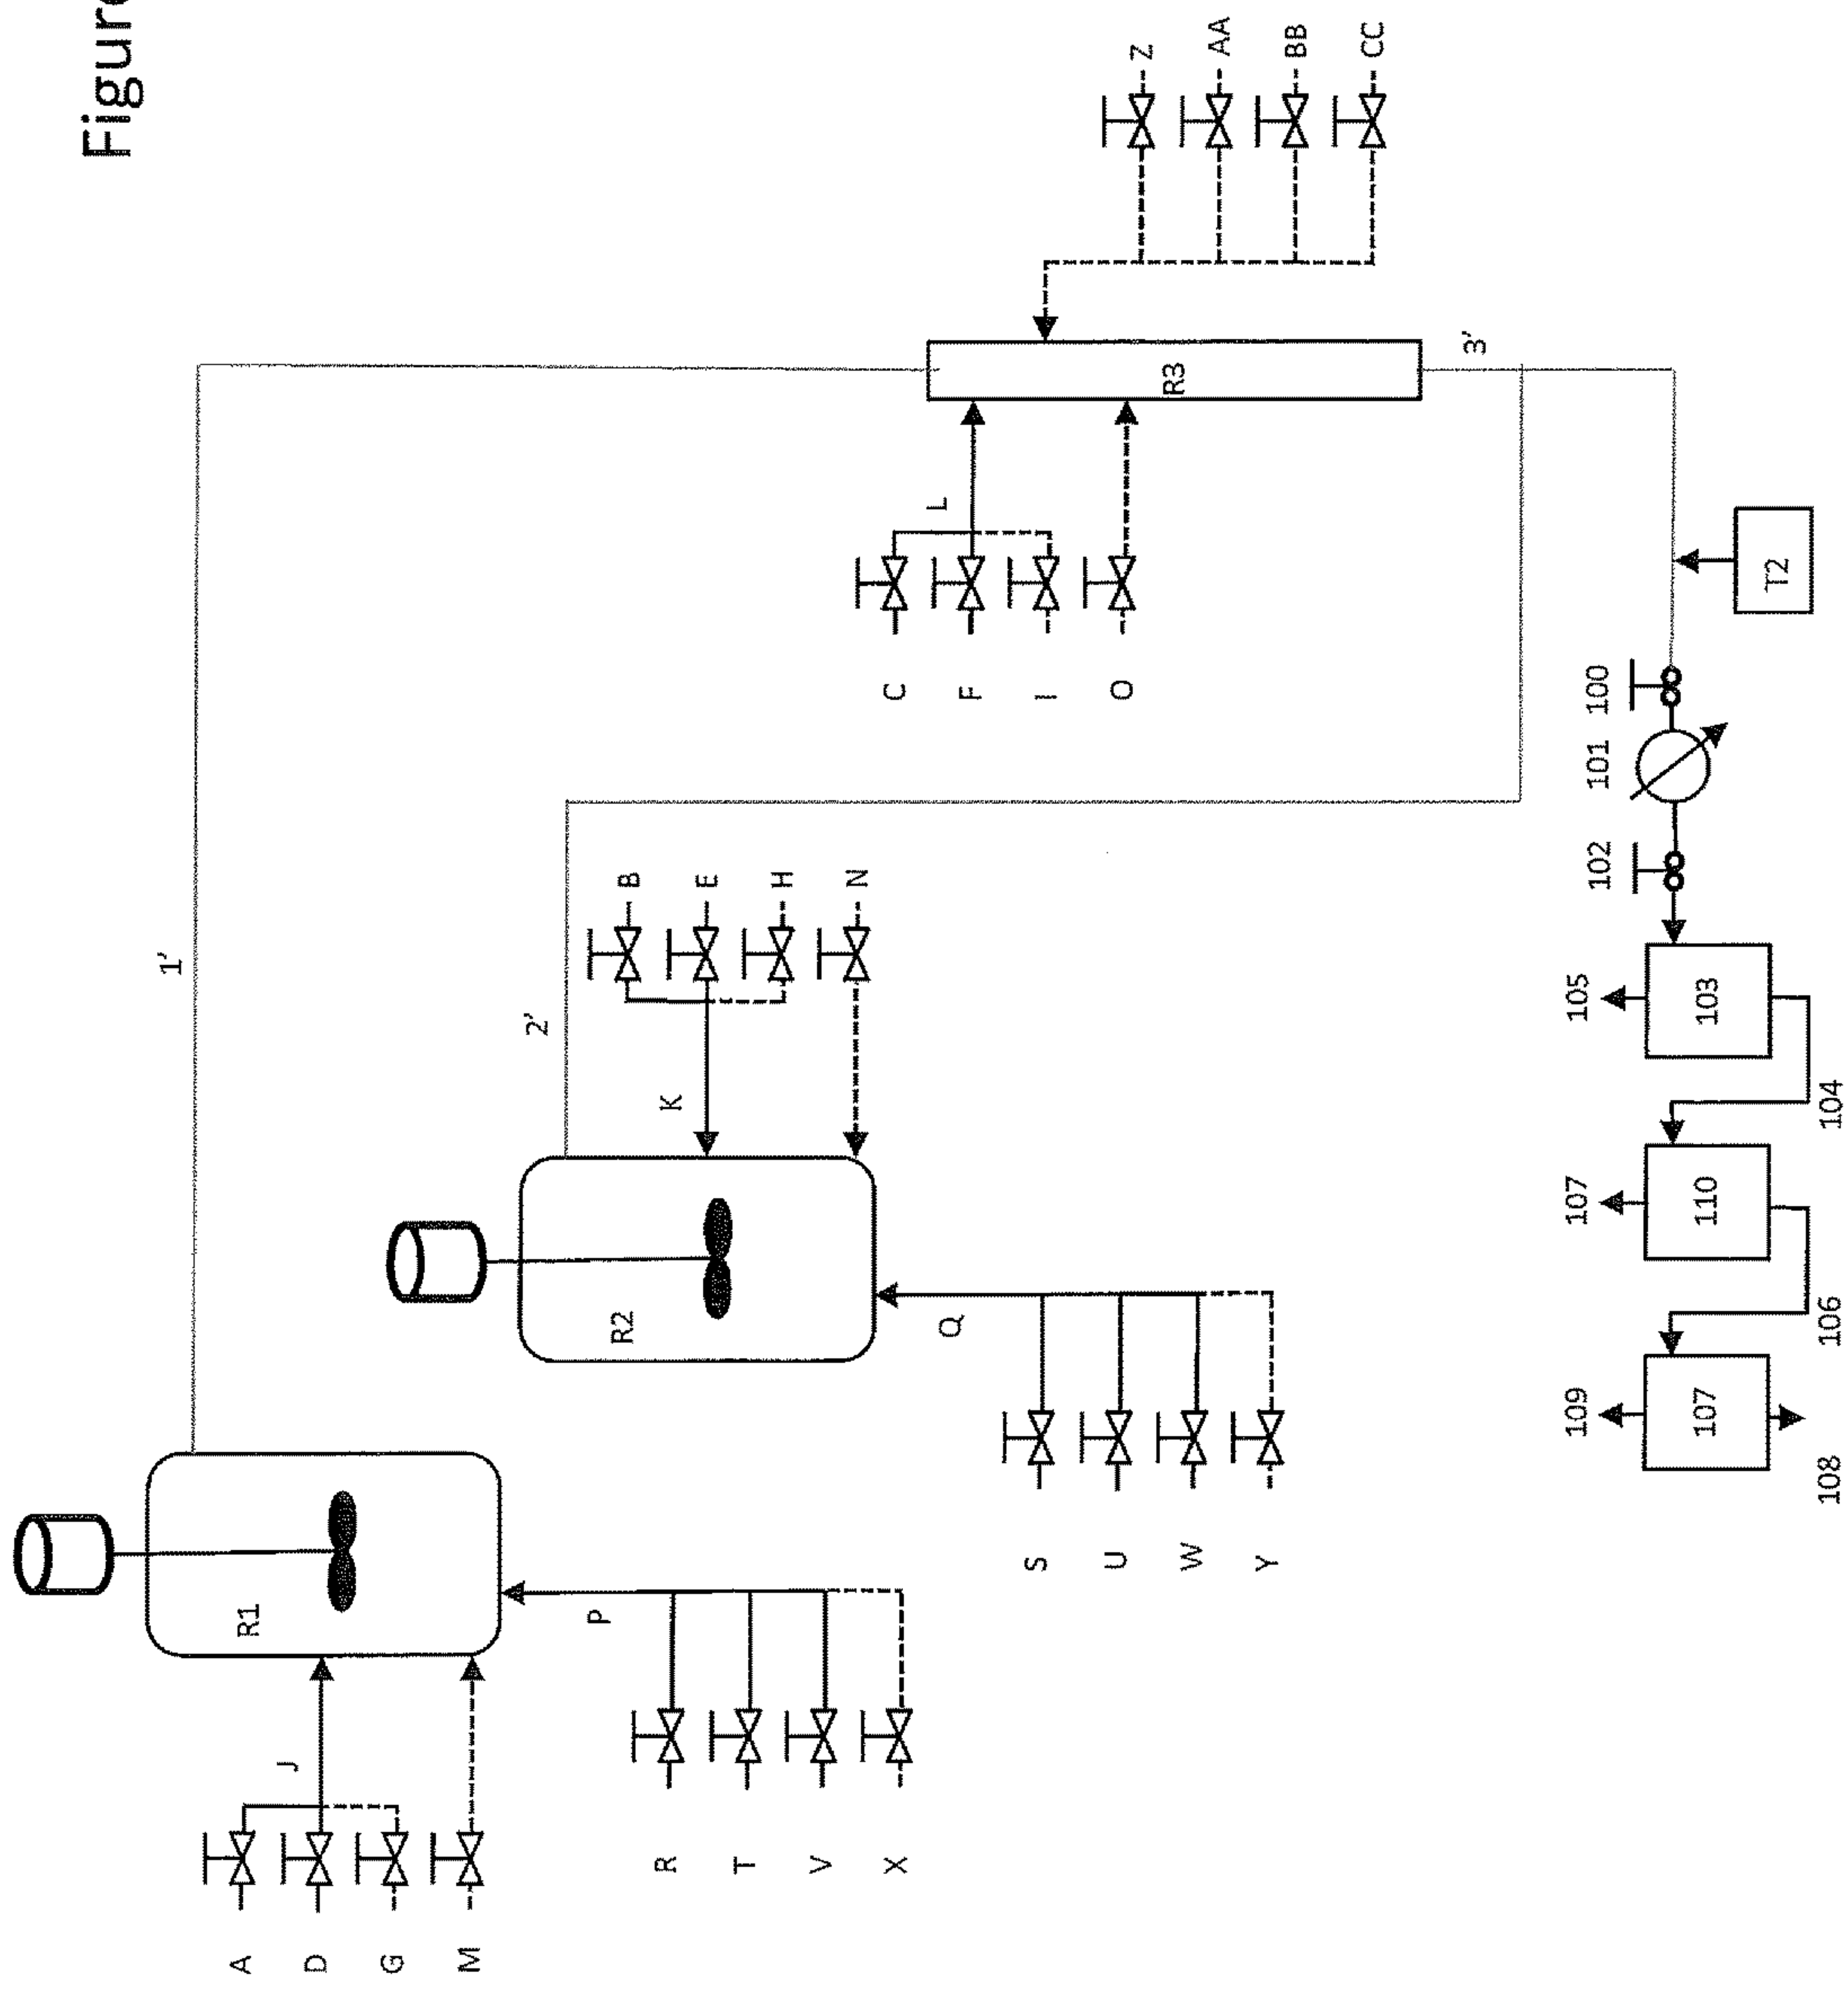 Figure
1'
R1
A
D
G
M
J
P
R
T
V
X
2'
R2
K
B
E
H
N
Q
S
U
W
Y
R3
L
C
F
I
O
Z
AA
BB
CC
3'
T2
100
101
102
103
105
104
110
107
106
107
109
108